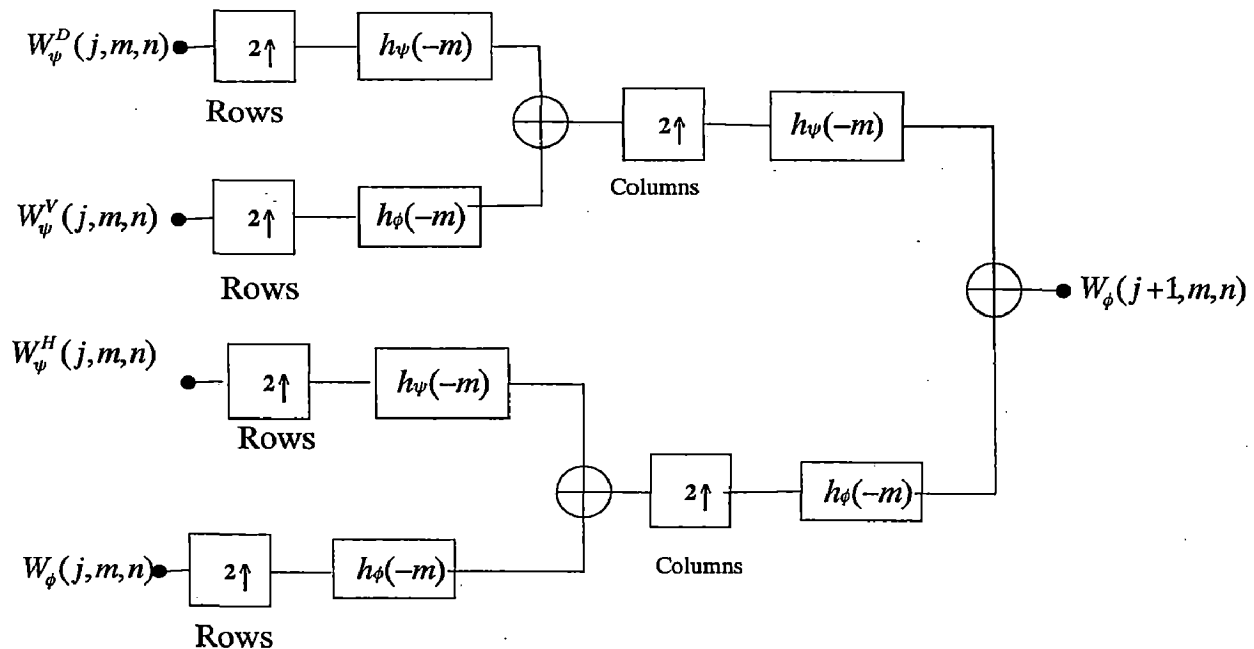 W_ψ^D(j,m,n) 2↑ h_ψ(−m)
Rows
2↑ h_ψ(−m)
Columns
W_ψ^V(j,m,n) 2↑ h_ϕ(−m)
Rows
W_ϕ(j+1,m,n)
W_ψ^H(j,m,n) 2↑ h_ψ(−m)
Rows
2↑ h_ϕ(−m)
Columns
W_ϕ(j,m,n) 2↑ h_ϕ(−m)
Rows